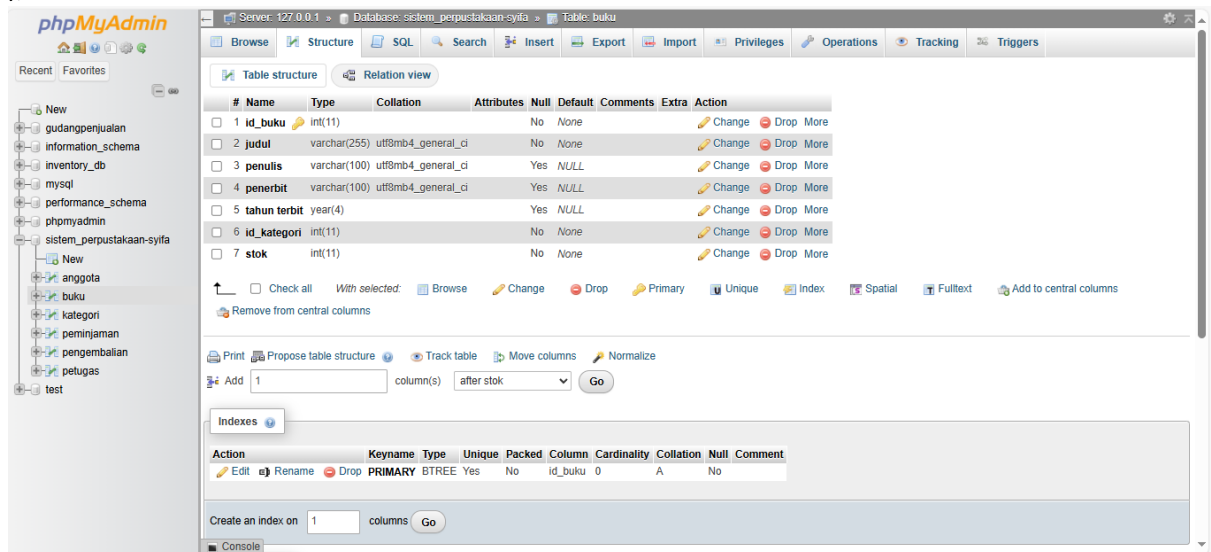 phpMyAdmin
Recent Favorites
New
gudangpenjualan
information_schema
inventory_db
mysql
performance_schema
phpmyadmin
sistem_perpustakaan-syifa
New
anggota
buku
kategori
peminjaman
pengembalian
petugas
test
Server: 127.0.0.1 » Database: sistem_perpustakaan-syifa » Table: buku
Browse Structure SQL Search Insert Export Import Privileges Operations Tracking Triggers
Table structure Relation view
# Name Type Collation Attributes Null Default Comments Extra Action
1 id_buku int(11) No None Change Drop More
2 judul varchar(255) utf8mb4_general_ci No None Change Drop More
3 penulis varchar(100) utf8mb4_general_ci Yes NULL Change Drop More
4 penerbit varchar(100) utf8mb4_general_ci Yes NULL Change Drop More
5 tahun terbit year(4) Yes NULL Change Drop More
6 id_kategori int(11) No None Change Drop More
7 stok int(11) No None Change Drop More
Check all With selected: Browse Change Drop Primary Unique Index Spatial Fulltext Add to central columns
Remove from central columns
Print Propose table structure Track table Move columns Normalize
Add 1 column(s) after stok Go
Indexes
Action Keyname Type Unique Packed Column Cardinality Collation Null Comment
Edit Rename Drop PRIMARY BTREE Yes No id_buku 0 A No
Create an index on 1 columns Go
Console